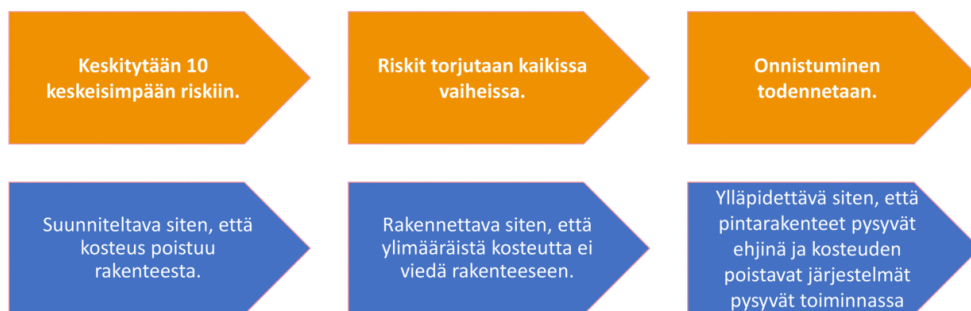 Keskitytään 10
keskeisimpään riskiin.
Riskit torjutaan kaikissa
vaiheissa.
Onnistuminen
todennetaan.
Suunniteltava siten, että
kosteus poistuu
rakenteesta.
Rakennettava siten, että
ylimääräistä kosteutta ei
viedä rakenteeseen.
Ylläpidettävä siten, että
pintarakenteet pysyvät
ehjinä ja kosteuden
poistavat järjestelmät
pysyvät toiminnassa